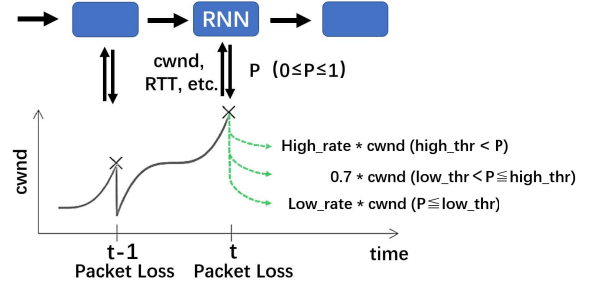 RNN
cwnd,
RTT, etc.
P (0≤P≤1)
High_rate * cwnd (high_thr < P)
0.7 * cwnd (low_thr<P≦high_thr)
Low_rate * cwnd (P≦low_thr)
cwnd
t-1
t
time
Packet Loss
Packet Loss